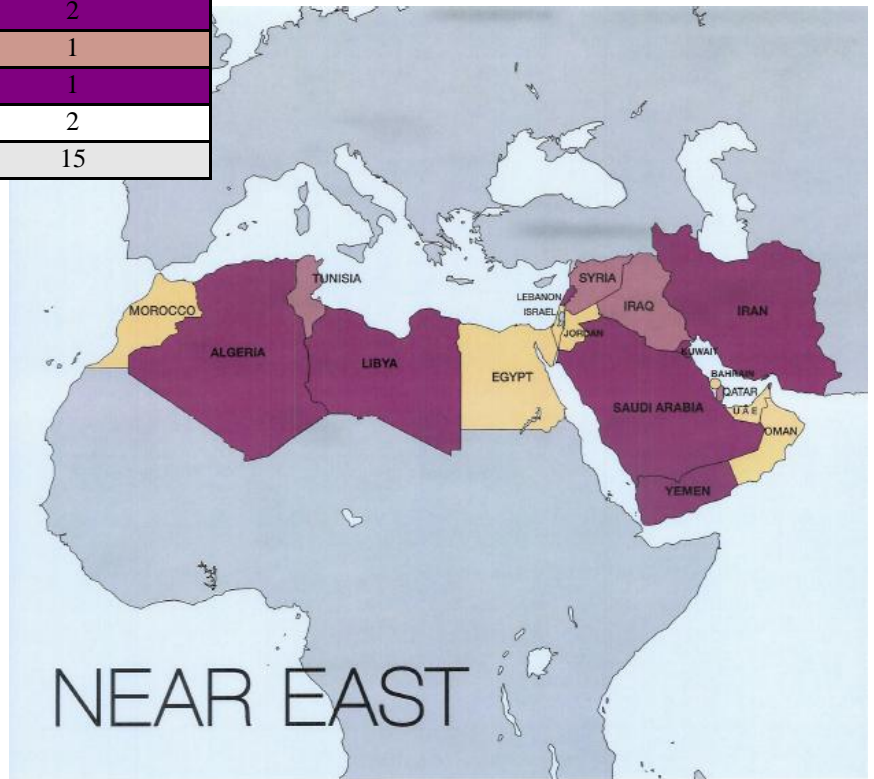 2
1
1
2
15
TUNISIA
SYRIA
LEBANON
ISRAEL
IRAQ
MOROCCO
IRAN
JORDAN
ALGERIA
LIBYA
KUWAIT
EGYPT
BAHRAIN
QATAR
SAUDI ARABIA
UAE
OMAN
YEMEN
NEAR EAST